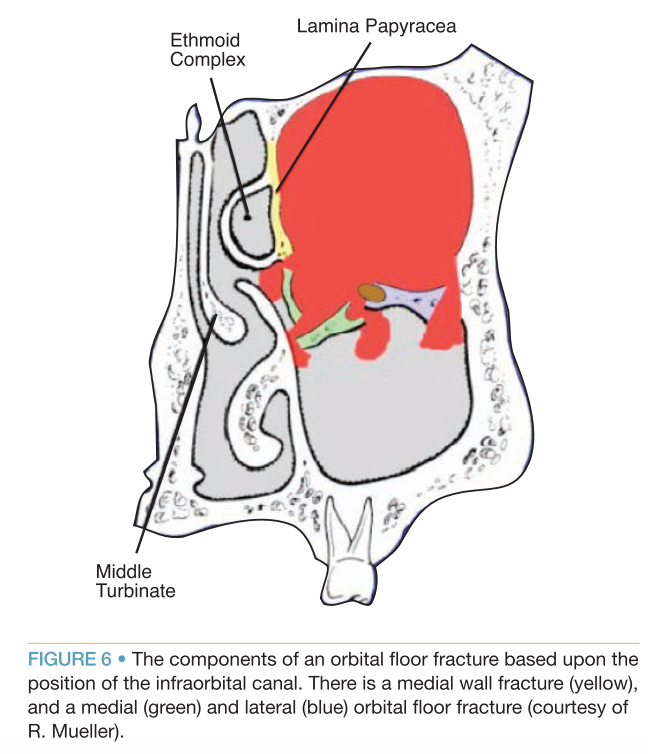 Lamina Papyracea
Ethmoid
Complex
Middle
Turbinate
FIGURE 6 • The components of an orbital floor fracture based upon the
position of the infraorbital canal. There is a medial wall fracture (yellow),
and a medial (green) and lateral (blue) orbital floor fracture (courtesy of
R. Mueller).